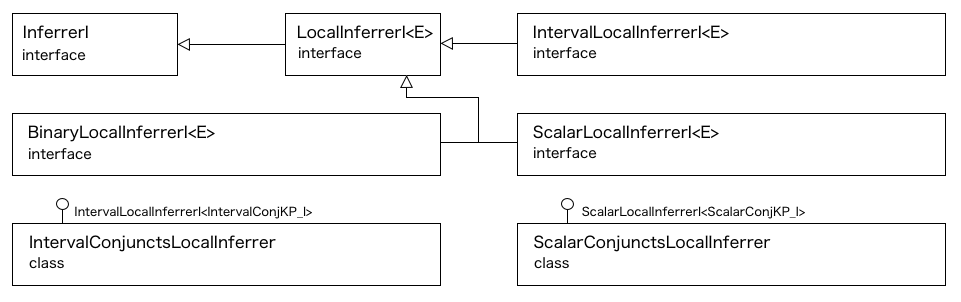 InferrerI
interface
LocalInferrerI<E>
interface
IntervalLocalInferrerI<E>
interface
BinaryLocalInferrerI<E>
interface
ScalarLocalInferrerI<E>
interface
IntervalLocalInferrerI<IntervalConjKP_I>
IntervalConjunctsLocalInferrer
class
ScalarLocalInferrerI<ScalarConjKP_I>
ScalarConjunctsLocalInferrer
class